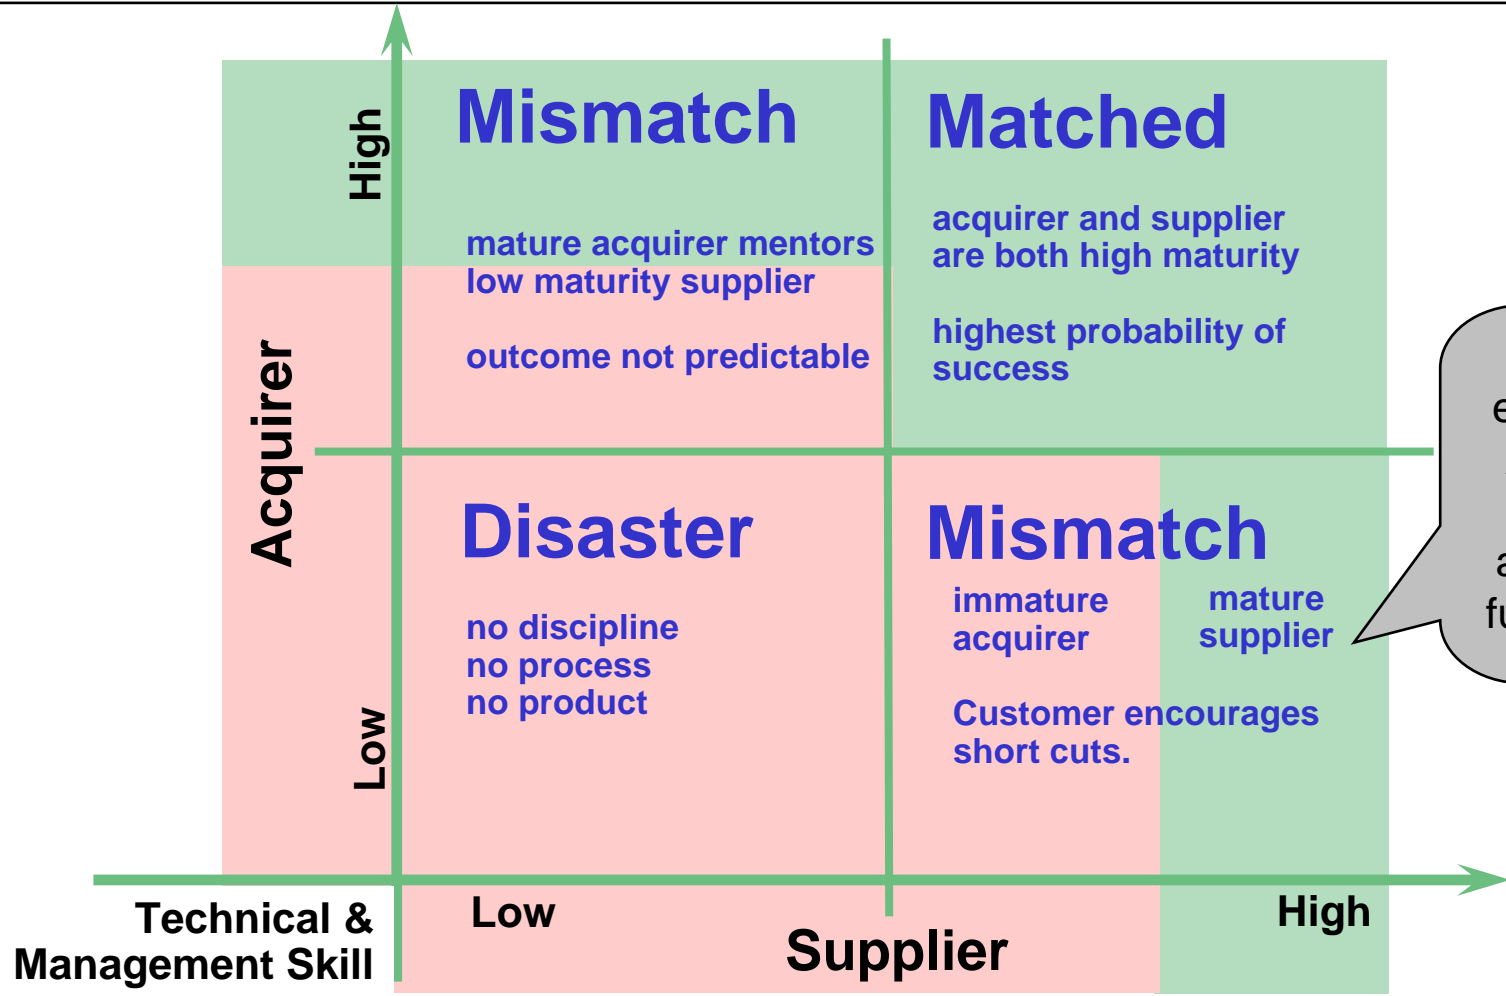 High
Mismatch
mature acquirer mentors
low maturity supplier
outcome not predictable
Matched
acquirer and supplier
are both high maturity
highest probability of
success
Acquirer
Disaster
no discipline
no process
no product
Mismatch
immature
acquirer
mature
supplier
Customer encourages
short cuts.
Low
Technical &
Management Skill
Low
Supplier
High